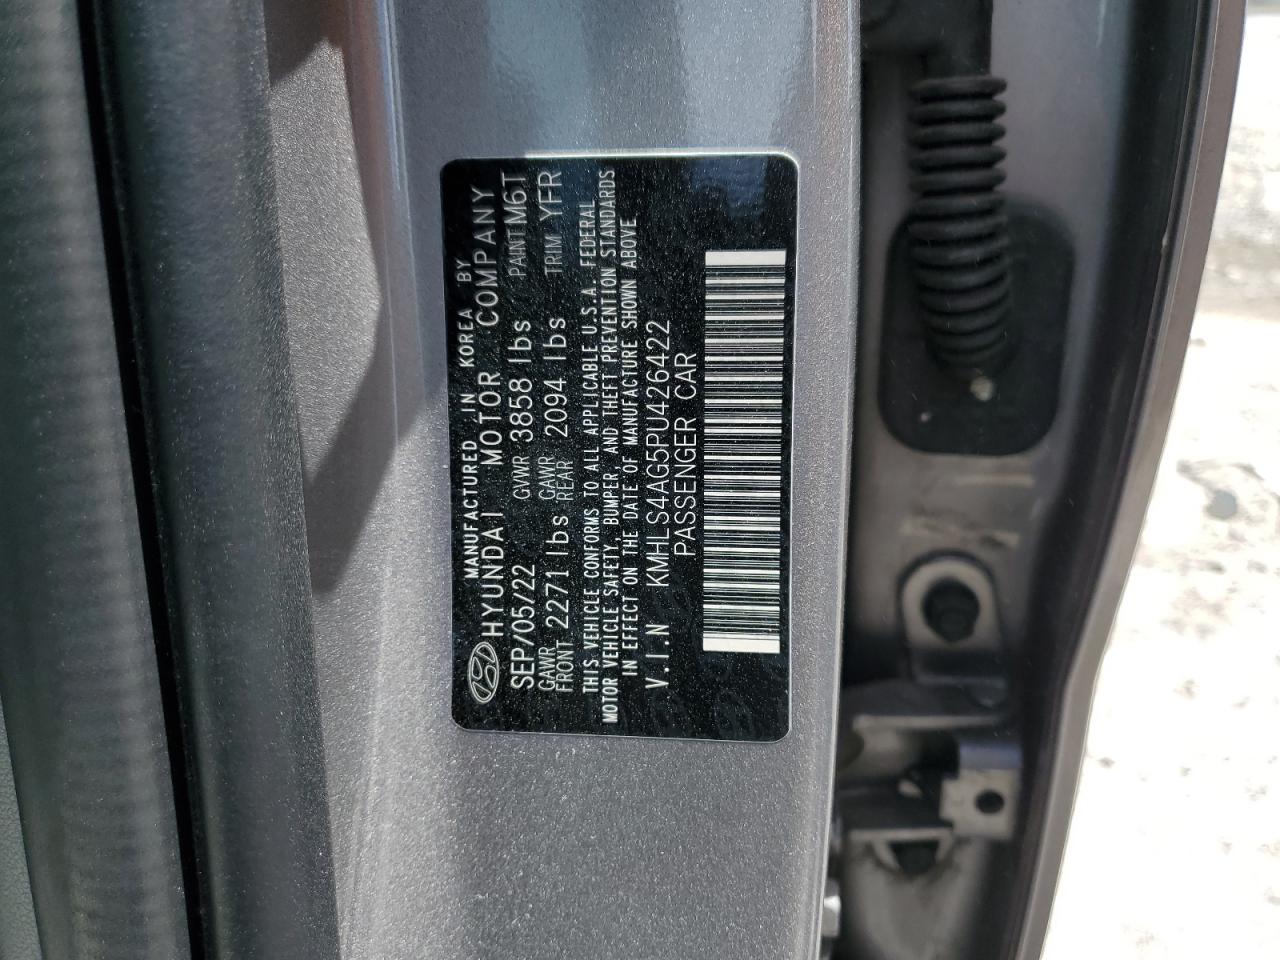 MANUFACTURED IN KOREA BY
HYUNDAI MOTOR COMPANY
SEP/05/22 GVWR 3858 lbs PAINT M6T
GAWR FRONT 2271 lbs GAWR REAR 2094 lbs TRIM YFR
THIS VEHICLE CONFORMS TO ALL APPLICABLE U.S.A. FEDERAL
MOTOR VEHICLE SAFETY, BUMPER, AND THEFT PREVENTION STANDARDS
IN EFFECT ON THE DATE OF MANUFACTURE SHOWN ABOVE
V.I.N KMHLS4AG5PU426422
PASSENGER CAR